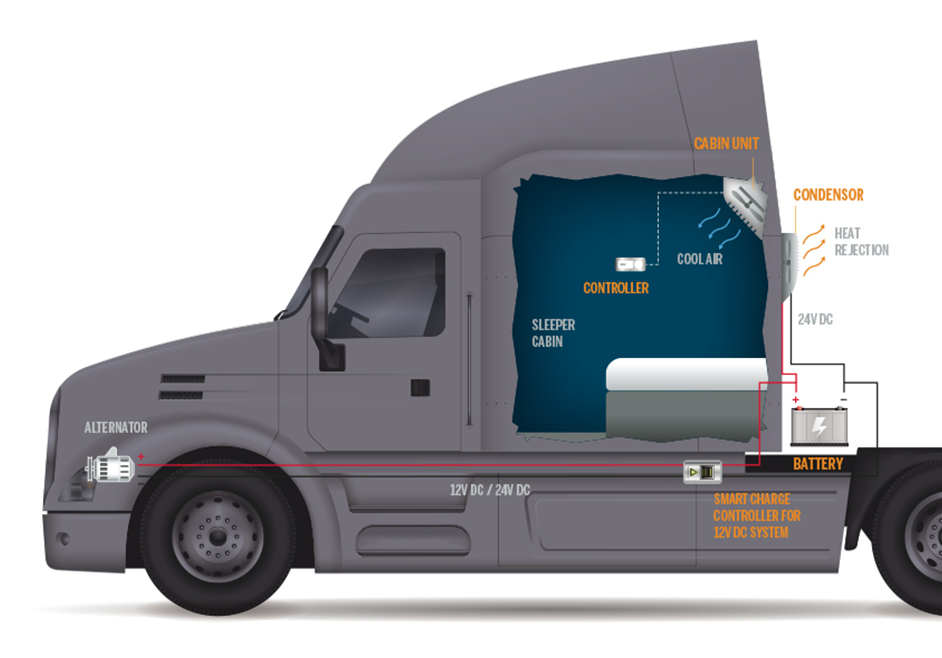 CABIN UNIT
CONDENSOR
HEAT
REJECTION
COOL AIR
CONTROLLER
24V DC
SLEEPER
CABIN
+ −
ALTERNATOR
+
BATTERY
12V DC / 24V DC
SMART CHARGE
CONTROLLER FOR
12V DC SYSTEM